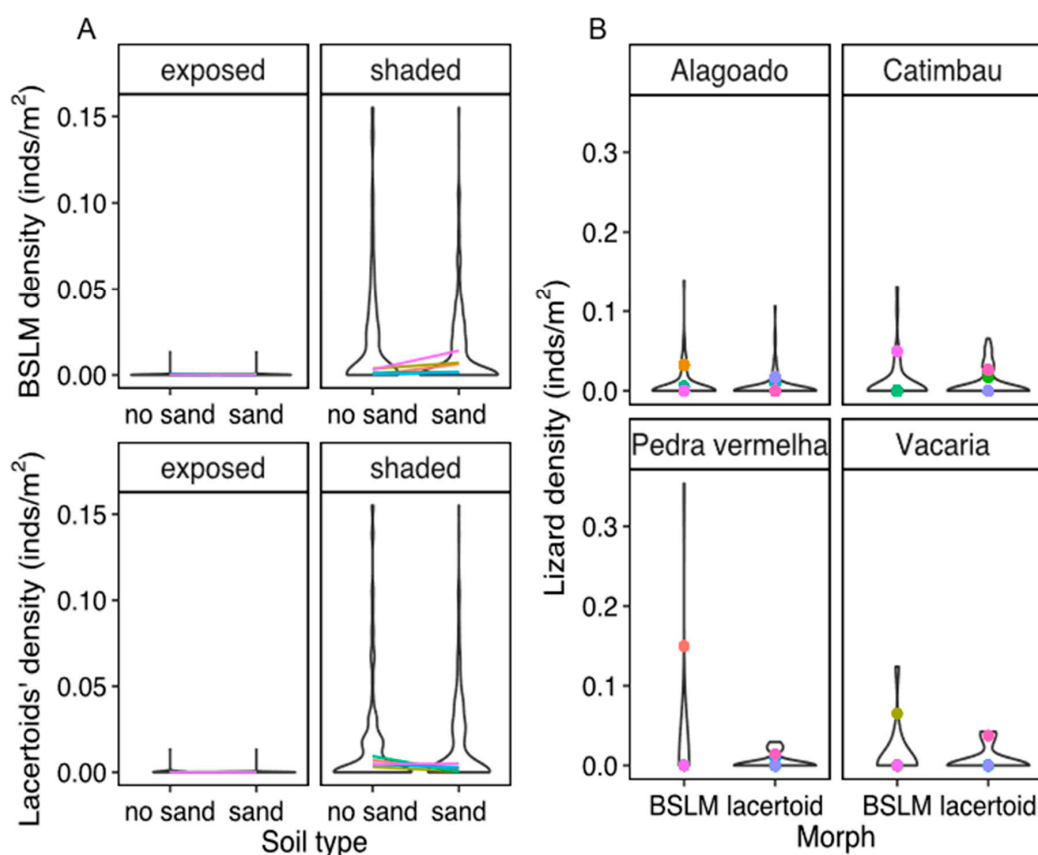 A
exposed
shaded
BSLM density (inds/m²)
0.15
0.10
0.05
0.00
no sand sand
no sand sand
exposed
shaded
Lacertoids' density (inds/m²)
0.15
0.10
0.05
0.00
no sand sand
no sand sand
Soil type
B
Alagoado
Catimbau
Lizard density (inds/m²)
0.3
0.2
0.1
0.0
Pedra vermelha
Vacaria
0.3
0.2
0.1
0.0
BSLM lacertoid
BSLM lacertoid
Morph